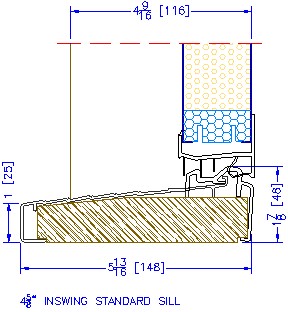 4 9/16 [116]
1 [25]
1 7/8 [48]
5 13/16 [148]
4 5/8" INSWING STANDARD SILL